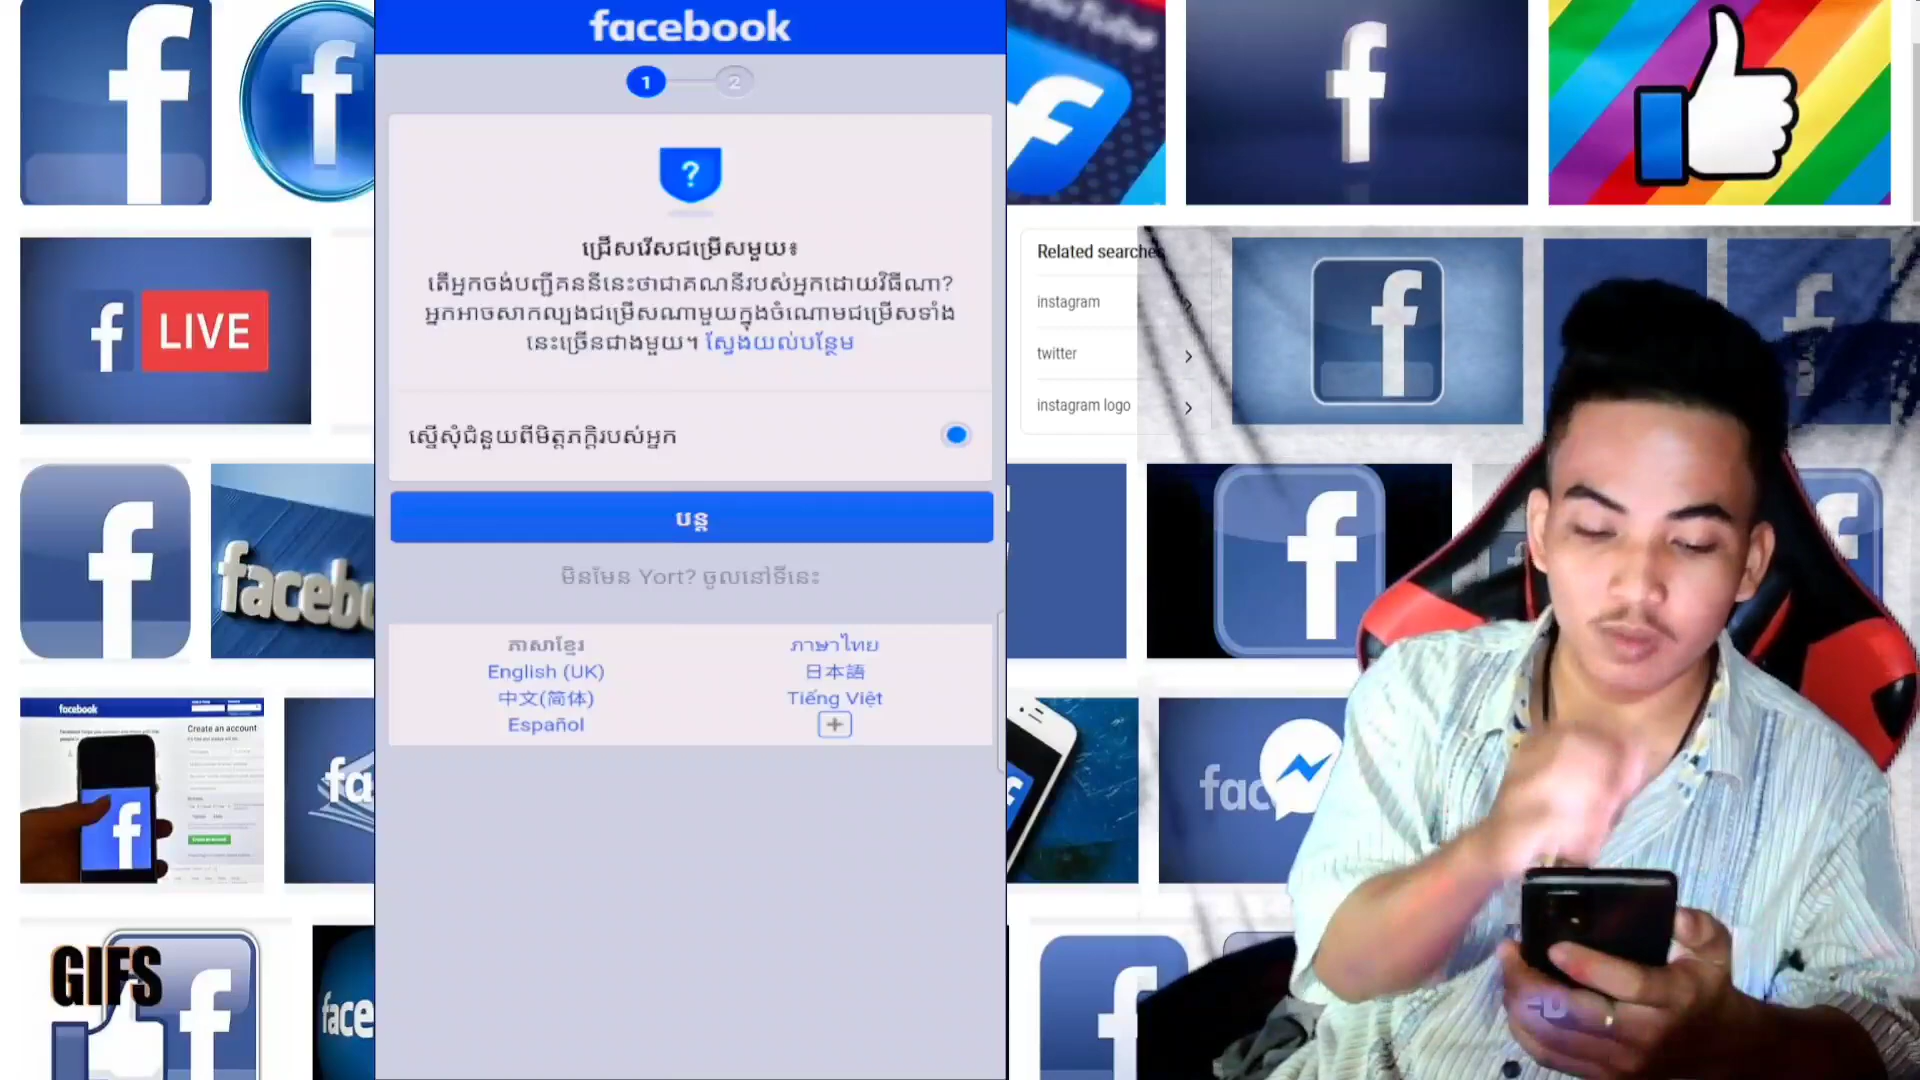 facebook
1
2
?
ជ្រើសរើសជម្រើសមួយ៖
តើអ្នកចង់បញ្ជីគននីនេះថាជាគណនីរបស់អ្នកដោយវិធីណា?
អ្នកអាចសាកល្បងជម្រើសណាមួយក្នុងចំណោមជម្រើសទាំង
នេះច្រើនជាងមួយ។ ស្វែងយល់បន្ថែម
ស្នើសុំជំនួយពីមិត្តភក្តិរបស់អ្នក
បន្ត
មិនមែន Yort? ចូលនៅទីនេះ
ភាសាខ្មែរ
ภาษาไทย
English (UK)
日本語
中文(简体)
Tiếng Việt
Español
+
LIVE
Related searches
instagram
twitter
instagram logo
facebook
Create an account
GIFS